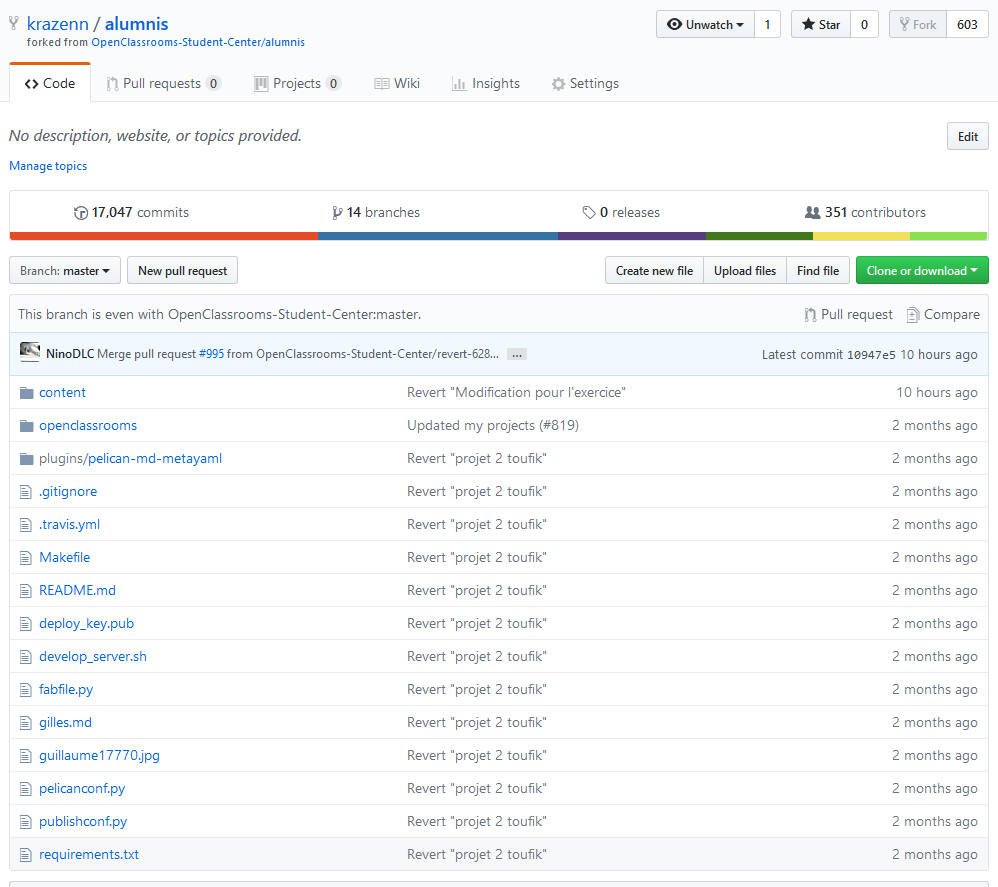 krazenn / alumnis
Unwatch 1 Star 0 Fork 603
forked from OpenClassrooms-Student-Center/alumnis
Code Pull requests 0 Projects 0 Wiki Insights Settings
No description, website, or topics provided. Edit
Manage topics
17,047 commits 14 branches 0 releases 351 contributors
Branch: master New pull request Create new file Upload files Find file Clone or download
This branch is even with OpenClassrooms-Student-Center:master. Pull request Compare
NinoDLC Merge pull request #995 from OpenClassrooms-Student-Center/revert-628... … Latest commit 10947e5 10 hours ago
content Revert "Modification pour l'exercice" 10 hours ago
openclassrooms Updated my projects (#819) 2 months ago
plugins/pelican-md-metayaml Revert "projet 2 toufik" 2 months ago
.gitignore Revert "projet 2 toufik" 2 months ago
.travis.yml Revert "projet 2 toufik" 2 months ago
Makefile Revert "projet 2 toufik" 2 months ago
README.md Revert "projet 2 toufik" 2 months ago
deploy_key.pub Revert "projet 2 toufik" 2 months ago
develop_server.sh Revert "projet 2 toufik" 2 months ago
fabfile.py Revert "projet 2 toufik" 2 months ago
gilles.md Revert "projet 2 toufik" 2 months ago
guillaume17770.jpg Revert "projet 2 toufik" 2 months ago
pelicanconf.py Revert "projet 2 toufik" 2 months ago
publishconf.py Revert "projet 2 toufik" 2 months ago
requirements.txt Revert "projet 2 toufik" 2 months ago